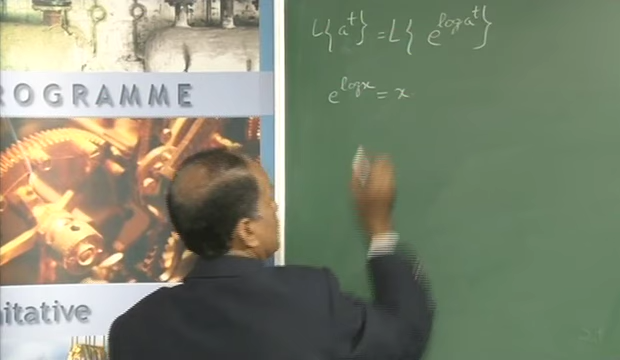 L{a^t} = L{e^{log a^t}}
ROGRAMME
e^{log x} = x.
itative